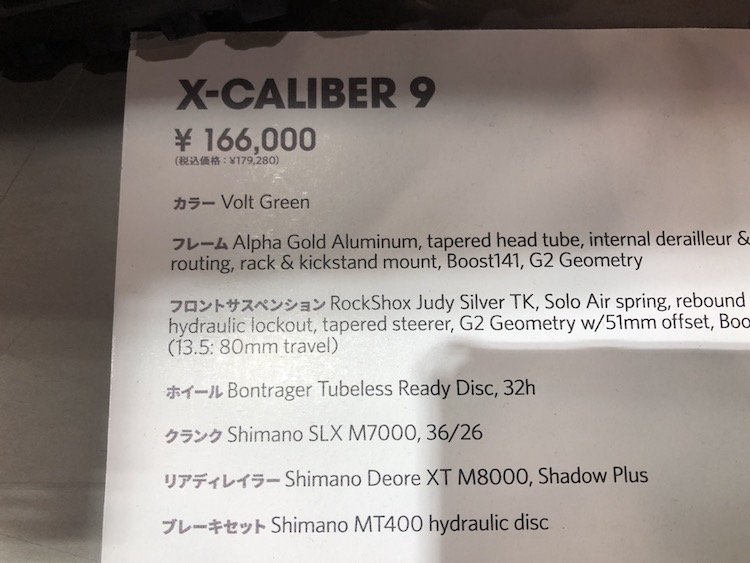 X-CALIBER 9
¥ 166,000
(税込価格：¥179,280)
カラー Volt Green
フレーム Alpha Gold Aluminum, tapered head tube, internal derailleur &
routing, rack & kickstand mount, Boost141, G2 Geometry
フロントサスペンション RockShox Judy Silver TK, Solo Air spring, rebound
hydraulic lockout, tapered steerer, G2 Geometry w/51mm offset, Boo
(13.5: 80mm travel)
ホイール Bontrager Tubeless Ready Disc, 32h
クランク Shimano SLX M7000, 36/26
リアディレイラー Shimano Deore XT M8000, Shadow Plus
ブレーキセット Shimano MT400 hydraulic disc